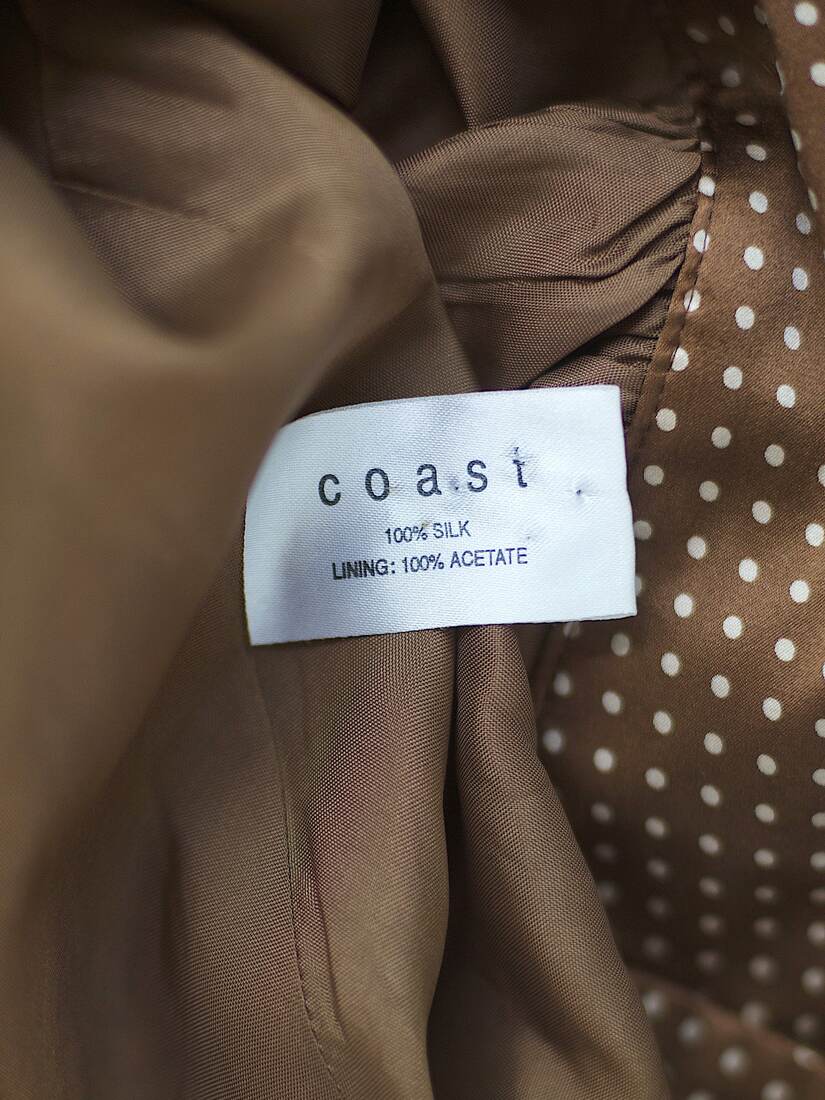 coast
100% SILK
LINING: 100% ACETATE